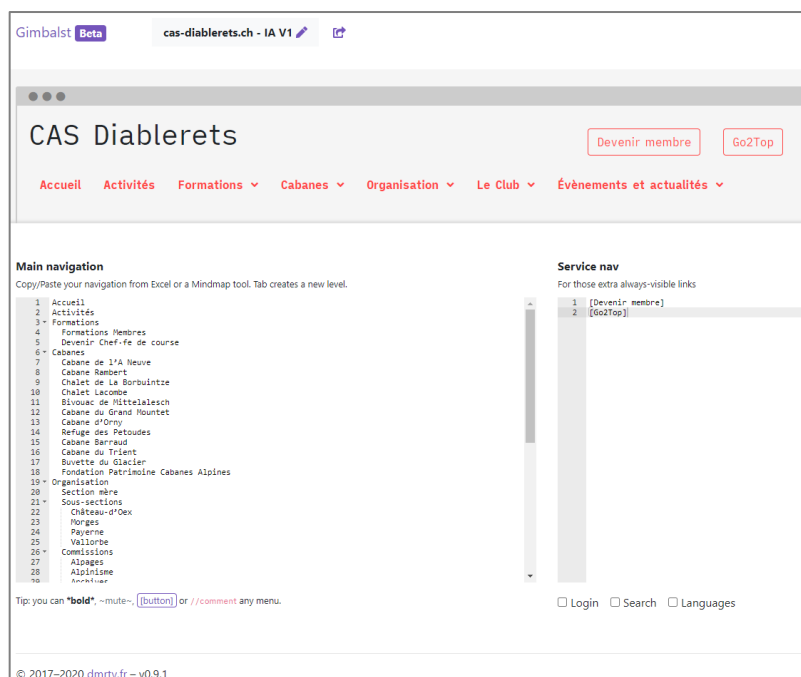 Gimbalst Beta cas-diablerets.ch - IA V1
CAS Diablerets
Devenir membre Go2Top
Accueil Activités Formations Cabanes Organisation Le Club Évènements et actualités
Main navigation
Copy/Paste your navigation from Excel or a Mindmap tool. Tab creates a new level.
1 Accueil
2 Activités
3 Formations
4 Formations Membres
5 Devenir Chef·fe de course
6 Cabanes
7 Cabane de l'A Neuve
8 Cabane Rambert
9 Chalet de La Borbuintze
10 Chalet Lacombe
11 Bivouac de Mittelalesch
12 Cabane du Grand Mountet
13 Cabane d'Orny
14 Refuge des Petoudes
15 Cabane Barraud
16 Cabane du Trient
17 Buvette du Glacier
18 Fondation Patrimoine Cabanes Alpines
19 Organisation
20 Section mère
21 Sous-sections
22 Château-d'Oex
23 Morges
24 Payerne
25 Vallorbe
26 Commissions
27 Alpages
28 Alpinisme
29 Archives
Tip: you can *bold*, ~mute~, [button] or //comment any menu.
Service nav
For those extra always-visible links
1 [Devenir membre]
2 [Go2Top]
Login Search Languages
© 2017–2020 dmrty.fr – v0.9.1